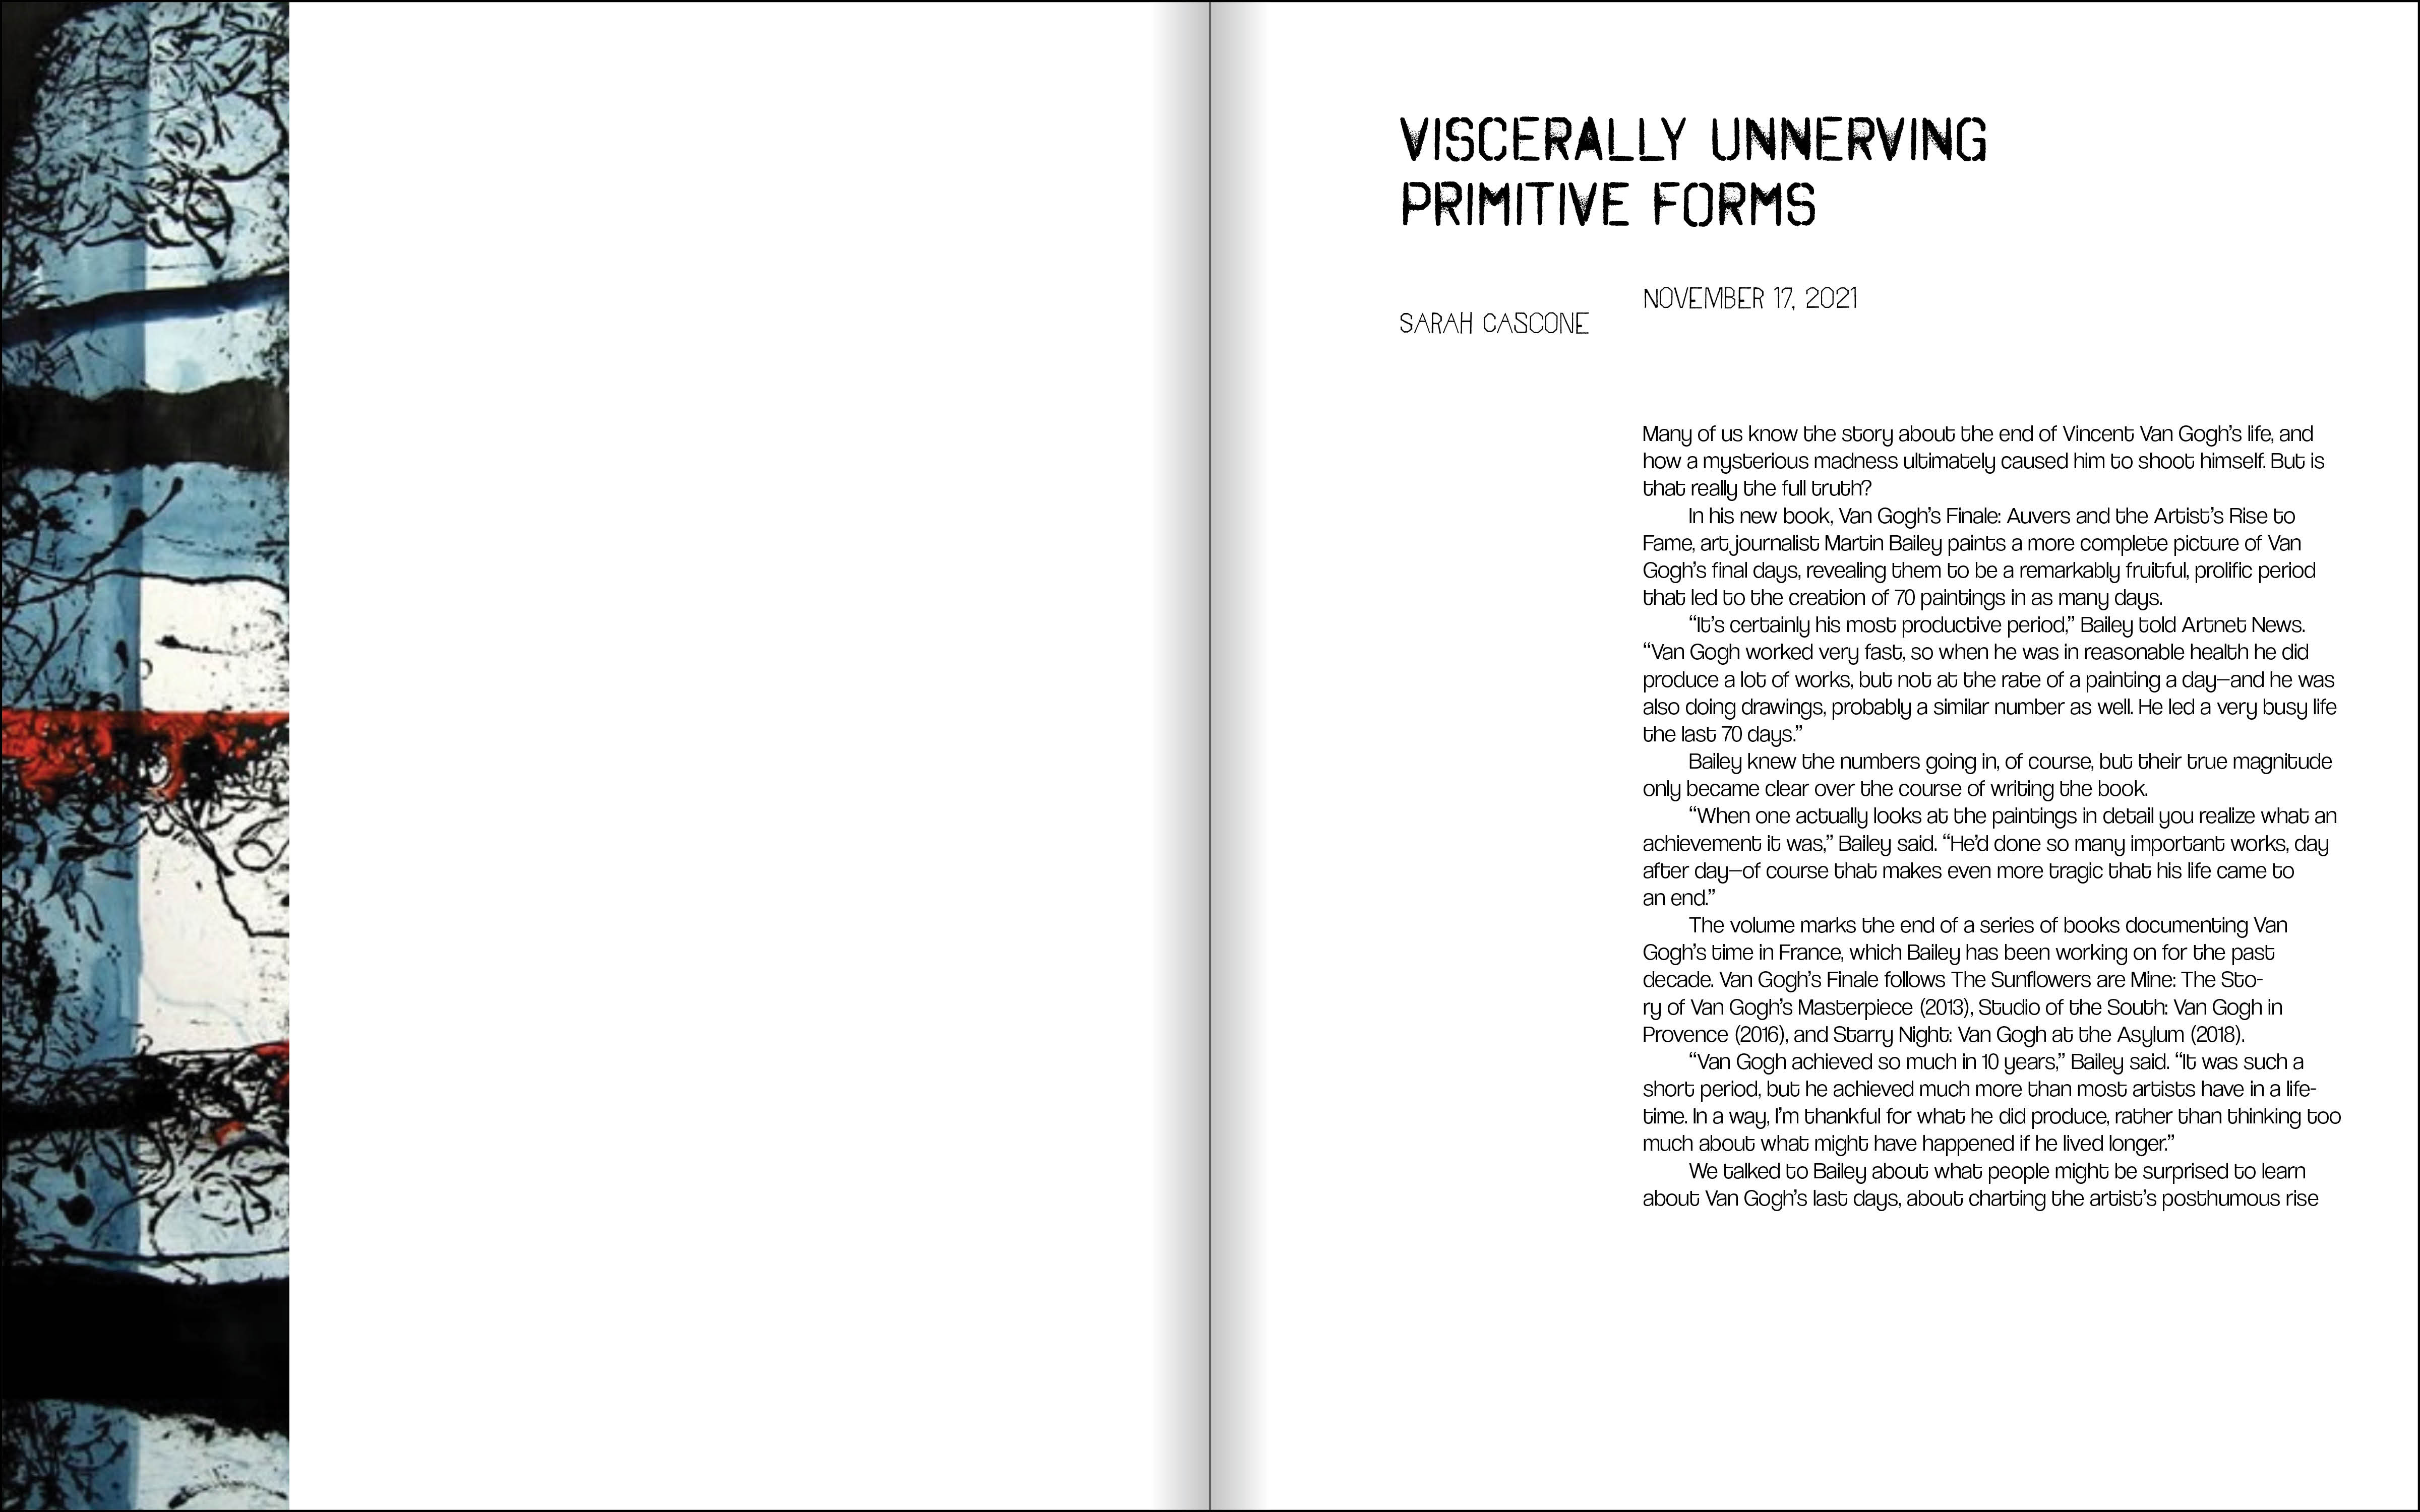 VISCERALLY UNNERVING
PRIMITIVE FORMS
NOVEMBER 17, 2021
SARAH CASCONE
Many of us know the story about the end of Vincent Van Gogh’s life, and
how a mysterious madness ultimately caused him to shoot himself. But is
that really the full truth?
In his new book, Van Gogh’s Finale: Auvers and the Artist’s Rise to
Fame, art journalist Martin Bailey paints a more complete picture of Van
Gogh’s final days, revealing them to be a remarkably fruitful, prolific period
that led to the creation of 70 paintings in as many days.
“It’s certainly his most productive period,” Bailey told Artnet News.
“Van Gogh worked very fast, so when he was in reasonable health he did
produce a lot of works, but not at the rate of a painting a day—and he was
also doing drawings, probably a similar number as well. He led a very busy life
the last 70 days.”
Bailey knew the numbers going in, of course, but their true magnitude
only became clear over the course of writing the book.
“When one actually looks at the paintings in detail you realize what an
achievement it was,” Bailey said. “He’d done so many important works, day
after day—of course that makes even more tragic that his life came to
an end.”
The volume marks the end of a series of books documenting Van
Gogh’s time in France, which Bailey has been working on for the past
decade. Van Gogh’s Finale follows The Sunflowers are Mine: The Sto-
ry of Van Gogh’s Masterpiece (2013), Studio of the South: Van Gogh in
Provence (2016), and Starry Night: Van Gogh at the Asylum (2018).
“Van Gogh achieved so much in 10 years,” Bailey said. “It was such a
short period, but he achieved much more than most artists have in a life-
time. In a way, I’m thankful for what he did produce, rather than thinking too
much about what might have happened if he lived longer.”
We talked to Bailey about what people might be surprised to learn
about Van Gogh’s last days, about charting the artist’s posthumous rise